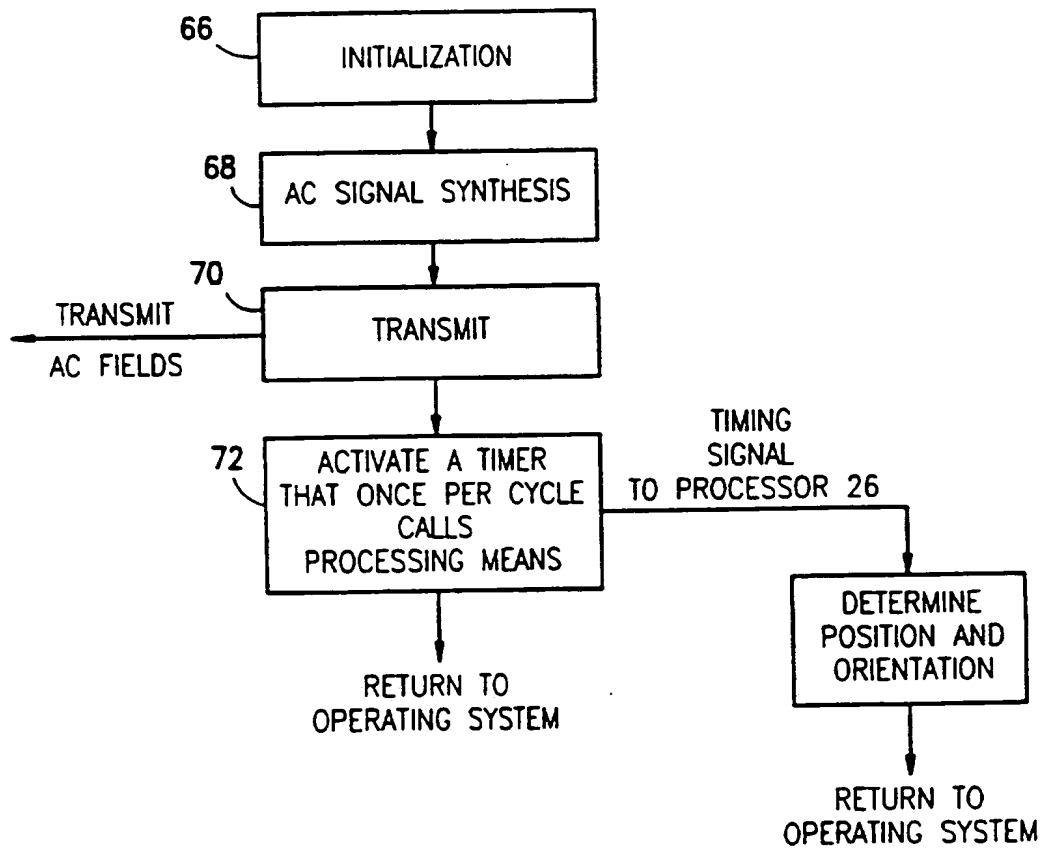 66
INITIALIZATION
68
AC SIGNAL SYNTHESIS
70
TRANSMIT
TRANSMIT
AC FIELDS
72
ACTIVATE A TIMER
THAT ONCE PER CYCLE
CALLS
PROCESSING MEANS
TIMING
SIGNAL
TO PROCESSOR 26
DETERMINE
POSITION AND
ORIENTATION
RETURN TO
OPERATING SYSTEM
RETURN TO
OPERATING SYSTEM